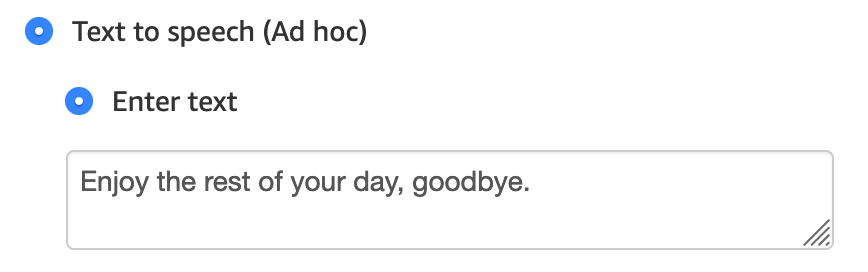 Text to speech (Ad hoc)
Enter text
Enjoy the rest of your day, goodbye.